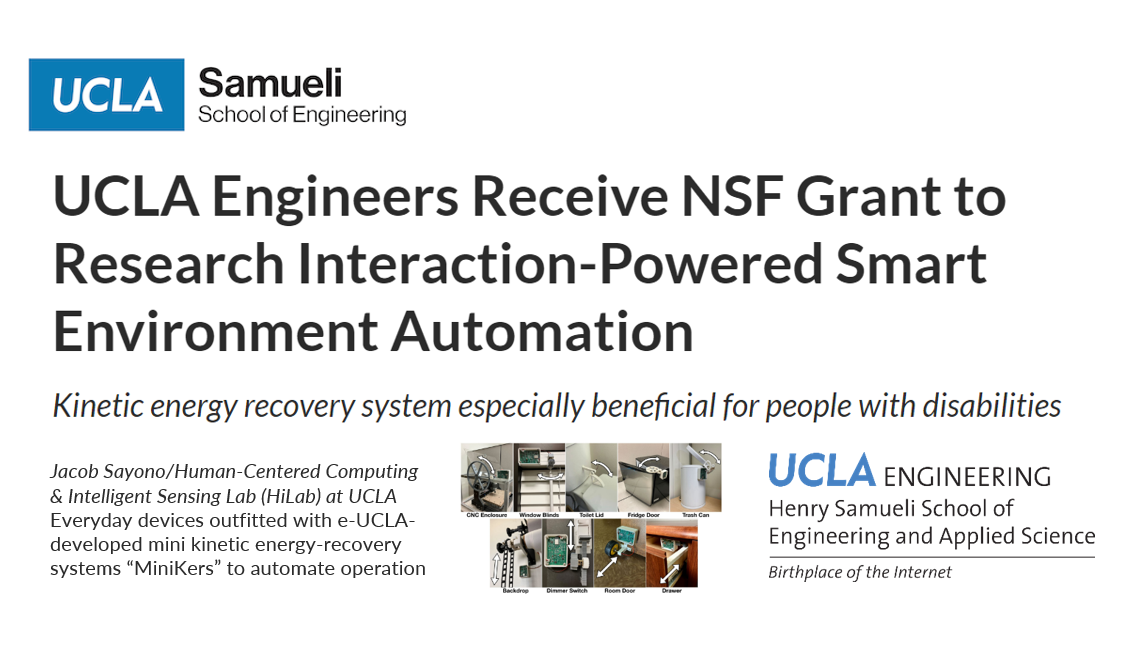 UCLA Samueli
School of Engineering
UCLA Engineers Receive NSF Grant to
Research Interaction-Powered Smart
Environment Automation
Kinetic energy recovery system especially beneficial for people with disabilities
Jacob Sayono/Human-Centered Computing
& Intelligent Sensing Lab (HiLab) at UCLA
Everyday devices outfitted with e-UCLA-
developed mini kinetic energy-recovery
systems “MiniKers” to automate operation
CNC Enclosure Window Blinds Toilet Lid Fridge Door Trash Can
Backdrop Dimmer Switch Room Door Drawer
UCLA ENGINEERING
Henry Samueli School of
Engineering and Applied Science
Birthplace of the Internet